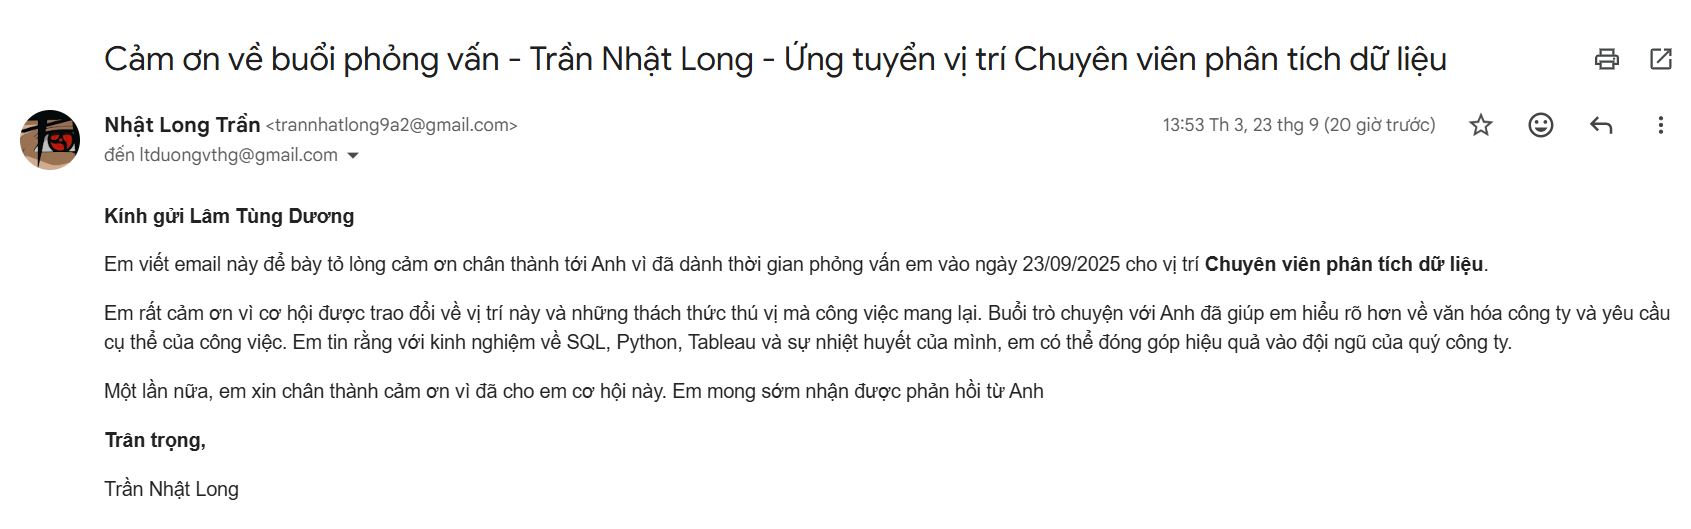 Cảm ơn về buổi phỏng vấn - Trần Nhật Long - Ứng tuyển vị trí Chuyên viên phân tích dữ liệu
Nhật Long Trần <trannhatlong9a2@gmail.com>
13:53 Th 3, 23 thg 9 (20 giờ trước)
đến ltduongvthg@gmail.com
Kính gửi Lâm Tùng Dương
Em viết email này để bày tỏ lòng cảm ơn chân thành tới Anh vì đã dành thời gian phỏng vấn em vào ngày 23/09/2025 cho vị trí Chuyên viên phân tích dữ liệu.
Em rất cảm ơn vì cơ hội được trao đổi về vị trí này và những thách thức thú vị mà công việc mang lại. Buổi trò chuyện với Anh đã giúp em hiểu rõ hơn về văn hóa công ty và yêu cầu
cụ thể của công việc. Em tin rằng với kinh nghiệm về SQL, Python, Tableau và sự nhiệt huyết của mình, em có thể đóng góp hiệu quả vào đội ngũ của quý công ty.
Một lần nữa, em xin chân thành cảm ơn vì đã cho em cơ hội này. Em mong sớm nhận được phản hồi từ Anh
Trân trọng,
Trần Nhật Long